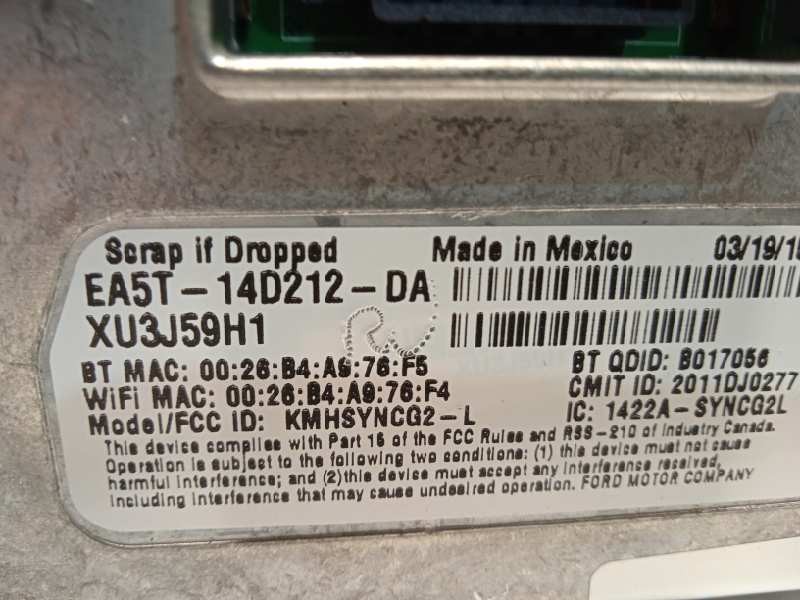 Scrap if Dropped Made in Mexico 03/19/15
EA5T-14D212-DA
XU3J59H1
BT MAC: 00:26:B4:A9:76:F5 BT QDID: B017056
WiFi MAC: 00:26:B4:A9:76:F4 CMIT ID: 2011DJ0277
Model/FCC ID: KMHSYNCG2-L IC: 1422A-SYNCG2L
This device complies with Part 15 of the FCC Rules and RSS-210 of Industry Canada.
Operation is subject to the following two conditions: (1) this device must not cause
harmful interference; and (2)this device must accept any interference received,
including interference that may cause undesired operation. FORD MOTOR COMPANY